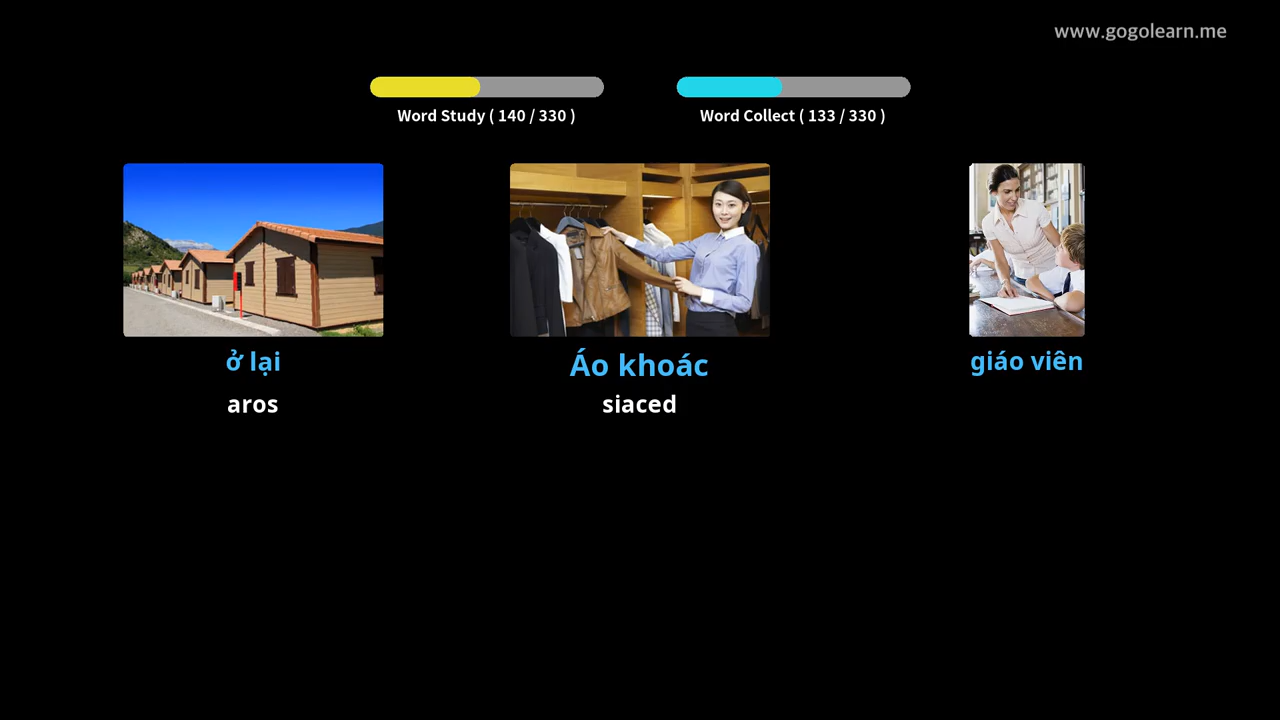 www.gogolearn.me
Word Study ( 140 / 330 )
Word Collect ( 133 / 330 )
ở lại
aros
Áo khoác
siaced
giáo viên